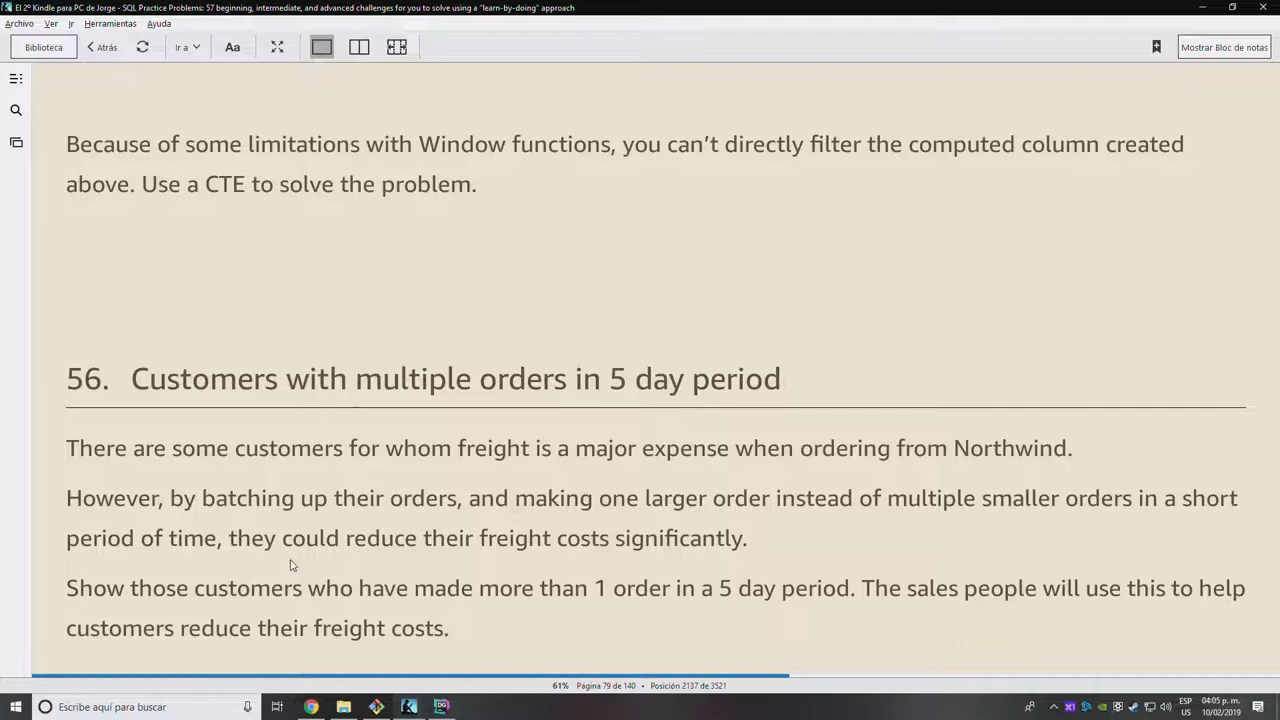 El 2º Kindle para PC de Jorge - SQL Practice Problems: 57 beginning, intermediate, and advanced challenges for you to solve using a "learn-by-doing" approach
Archivo Ver Ir Herramientas Ayuda
Biblioteca Atrás Ir a Aa Mostrar Bloc de notas
Because of some limitations with Window functions, you can’t directly filter the computed column created
above. Use a CTE to solve the problem.
56. Customers with multiple orders in 5 day period
There are some customers for whom freight is a major expense when ordering from Northwind.
However, by batching up their orders, and making one larger order instead of multiple smaller orders in a short
period of time, they could reduce their freight costs significantly.
Show those customers who have made more than 1 order in a 5 day period. The sales people will use this to help
customers reduce their freight costs.
61% Página 79 de 140 • Posición 2137 de 3521
Escribe aquí para buscar
DG
ESP
US
04:05 p. m.
10/02/2019